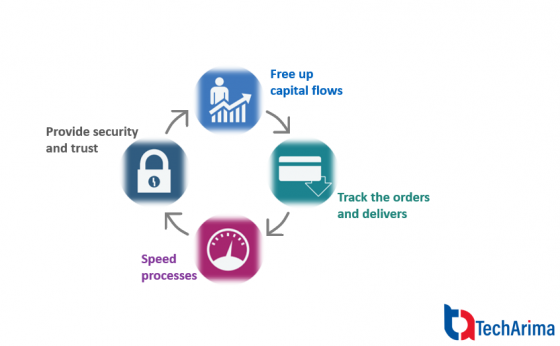 Free up
capital flows
Provide security
and trust
Track the orders
and delivers
Speed
processes
TechArima